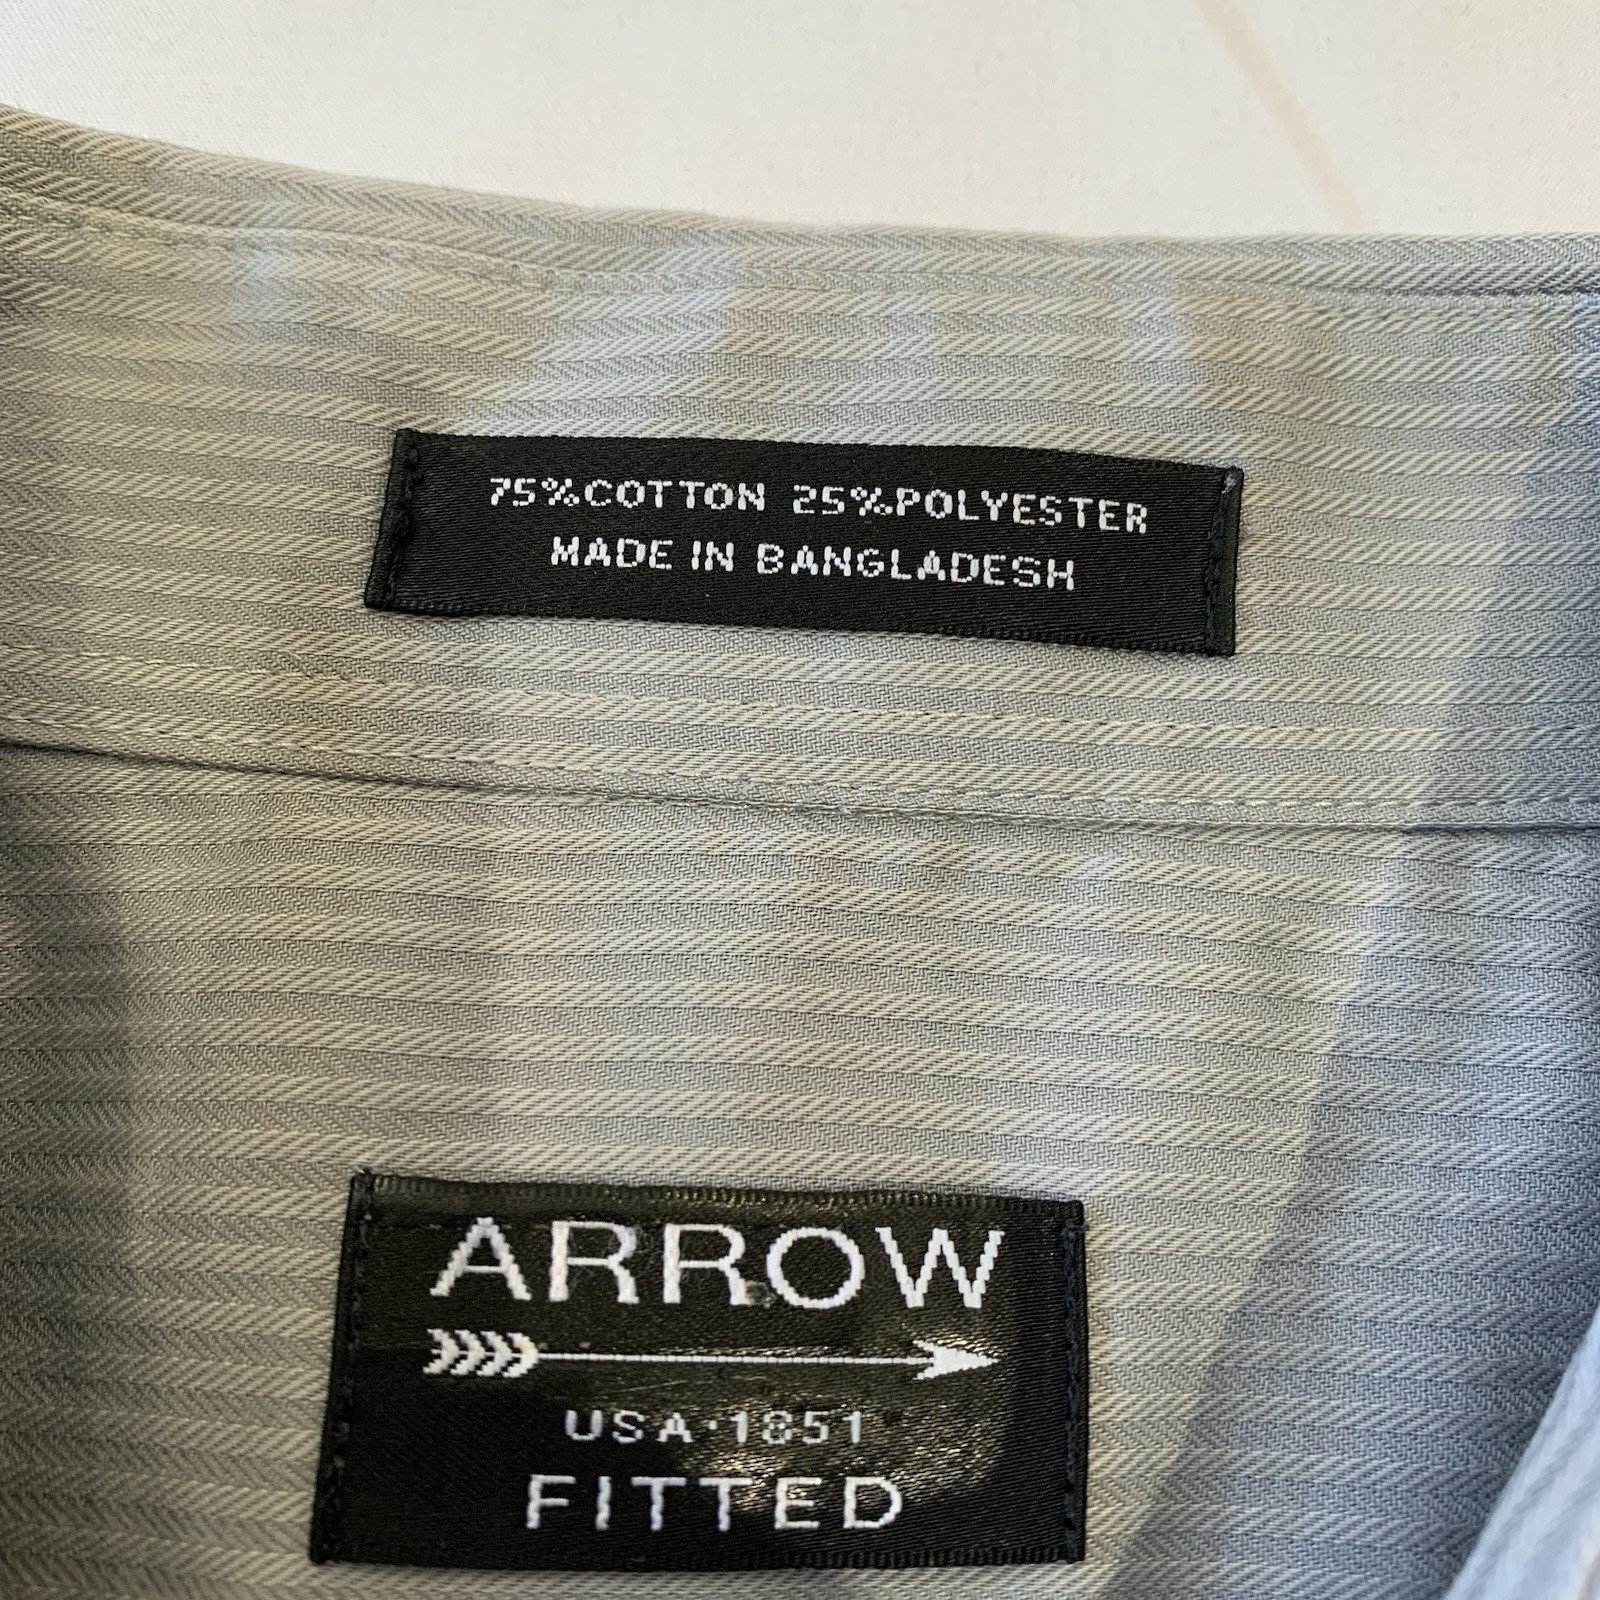 75%COTTON 25%POLYESTER
MADE IN BANGLADESH
ARROW
USA·1851
FITTED